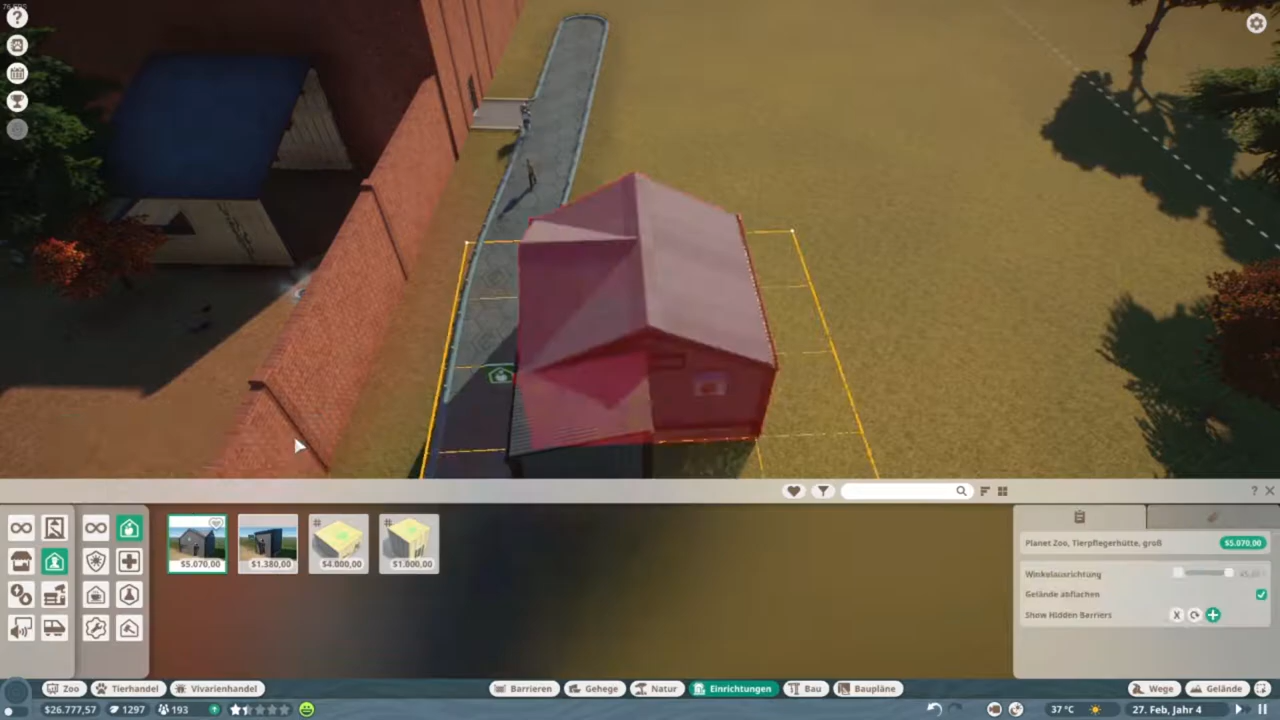 76 FPS
$5.070,00
$1.380,00
$4.000,00
$1.000,00
Planet Zoo, Tierpflegerhütte, groß $5.070,00
Winkelausrichtung
Gelände abflachen
Show Hidden Barriers
Zoo Tierhandel Vivarienhandel Barrieren Gehege Natur Einrichtungen Bau Baupläne Wege Gelände
$26.777,57 1297 193 37 °C 27. Feb, Jahr 4